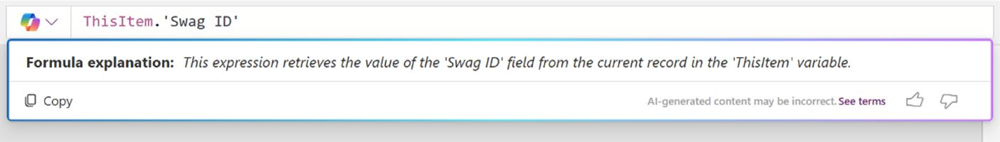 ThisItem.'Swag ID'
Formula explanation: This expression retrieves the value of the 'Swag ID' field from the current record in the 'ThisItem' variable.
Copy AI-generated content may be incorrect. See terms